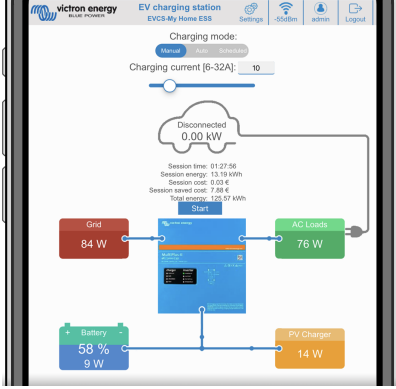 victron energy
BLUE POWER
EV charging station
EVCS-My Home ESS
Settings
-55dBm
admin
Logout
Charging mode:
Manual
Auto
Scheduled
Charging current [6-32A]: 10
Disconnected
0.00 kW
Session time: 01:27:56
Session energy: 13.19 kWh
Session cost: 0.03 €
Session saved cost: 7.88 €
Total energy: 125.57 kWh
Start
Grid
84 W
victron energy
AC Loads
76 W
+ Battery -
58 %
9 W
PV Charger
14 W